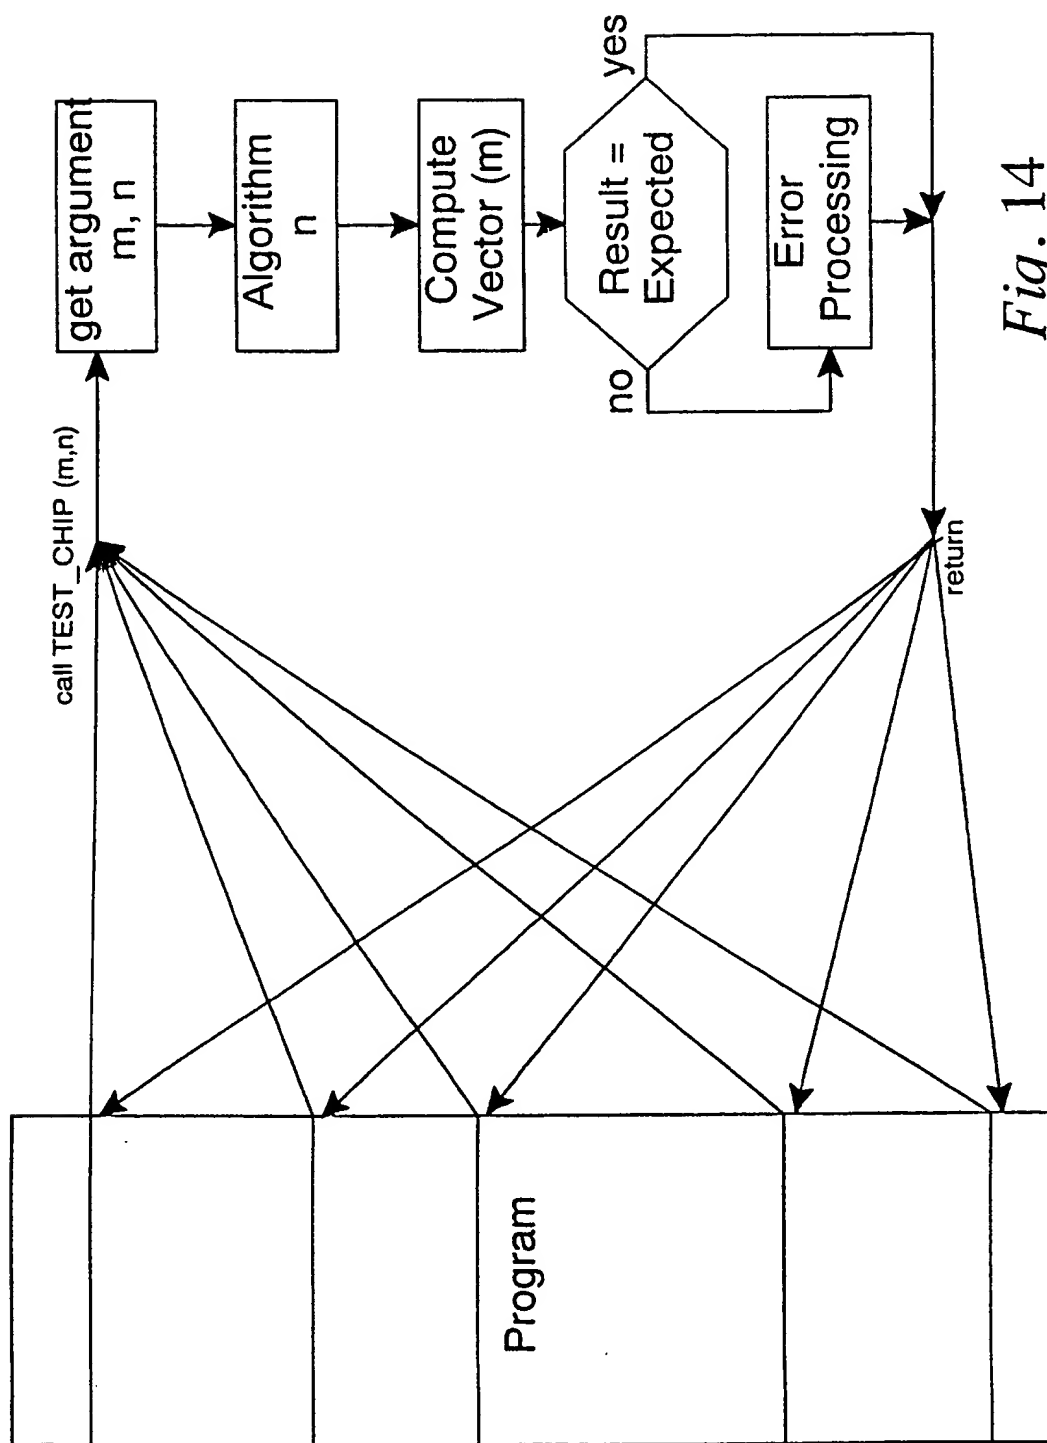 Program
call TEST_CHIP (m,n)
get argument
m, n
Algorithm
n
Compute
Vector (m)
Result =
Expected
no
yes
Error
Processing
return
Fig. 14